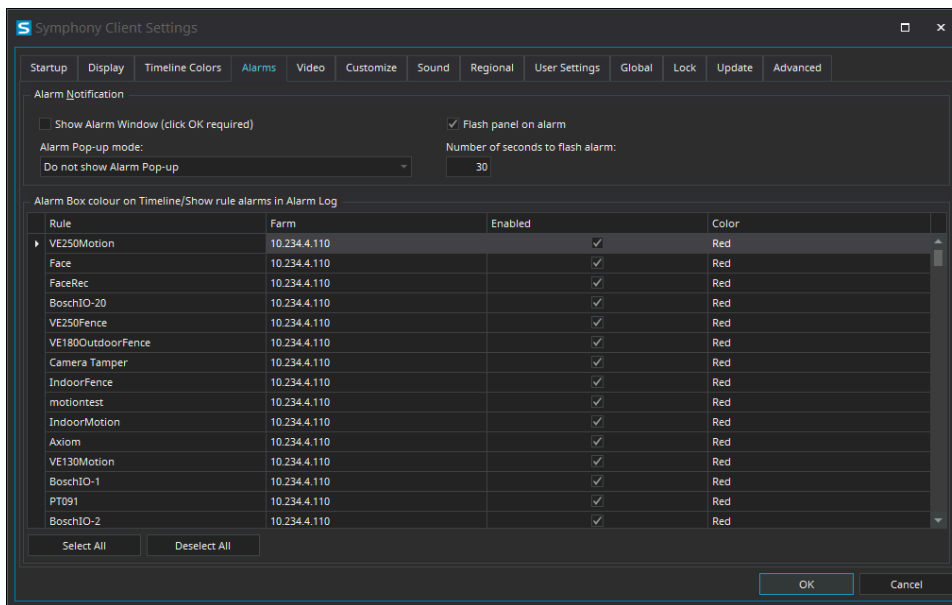 S Symphony Client Settings
Startup Display Timeline Colors Alarms Video Customize Sound Regional User Settings Global Lock Update Advanced
Alarm Notification
Show Alarm Window (click OK required) Flash panel on alarm
Alarm Pop-up mode: Number of seconds to flash alarm:
Do not show Alarm Pop-up 30
Alarm Box colour on Timeline/Show rule alarms in Alarm Log
Rule Farm Enabled Color
VE250Motion 10.234.4.110 Red
Face 10.234.4.110 Red
FaceRec 10.234.4.110 Red
BoschIO-20 10.234.4.110 Red
VE250Fence 10.234.4.110 Red
VE180OutdoorFence 10.234.4.110 Red
Camera Tamper 10.234.4.110 Red
IndoorFence 10.234.4.110 Red
motiontest 10.234.4.110 Red
IndoorMotion 10.234.4.110 Red
Axiom 10.234.4.110 Red
VE130Motion 10.234.4.110 Red
BoschIO-1 10.234.4.110 Red
PT091 10.234.4.110 Red
BoschIO-2 10.234.4.110 Red
Select All Deselect All
OK Cancel